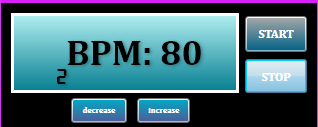 BPM: 80
2
START
STOP
decrease
increase